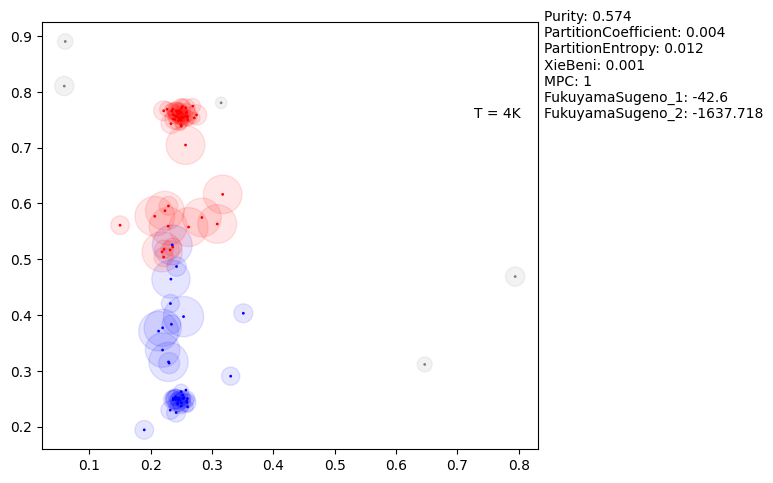 Purity: 0.574
PartitionCoefficient: 0.004
PartitionEntropy: 0.012
XieBeni: 0.001
MPC: 1
FukuyamaSugeno_1: -42.6
FukuyamaSugeno_2: -1637.718
T = 4K
0.9
0.8
0.7
0.6
0.5
0.4
0.3
0.2
0.1 0.2 0.3 0.4 0.5 0.6 0.7 0.8